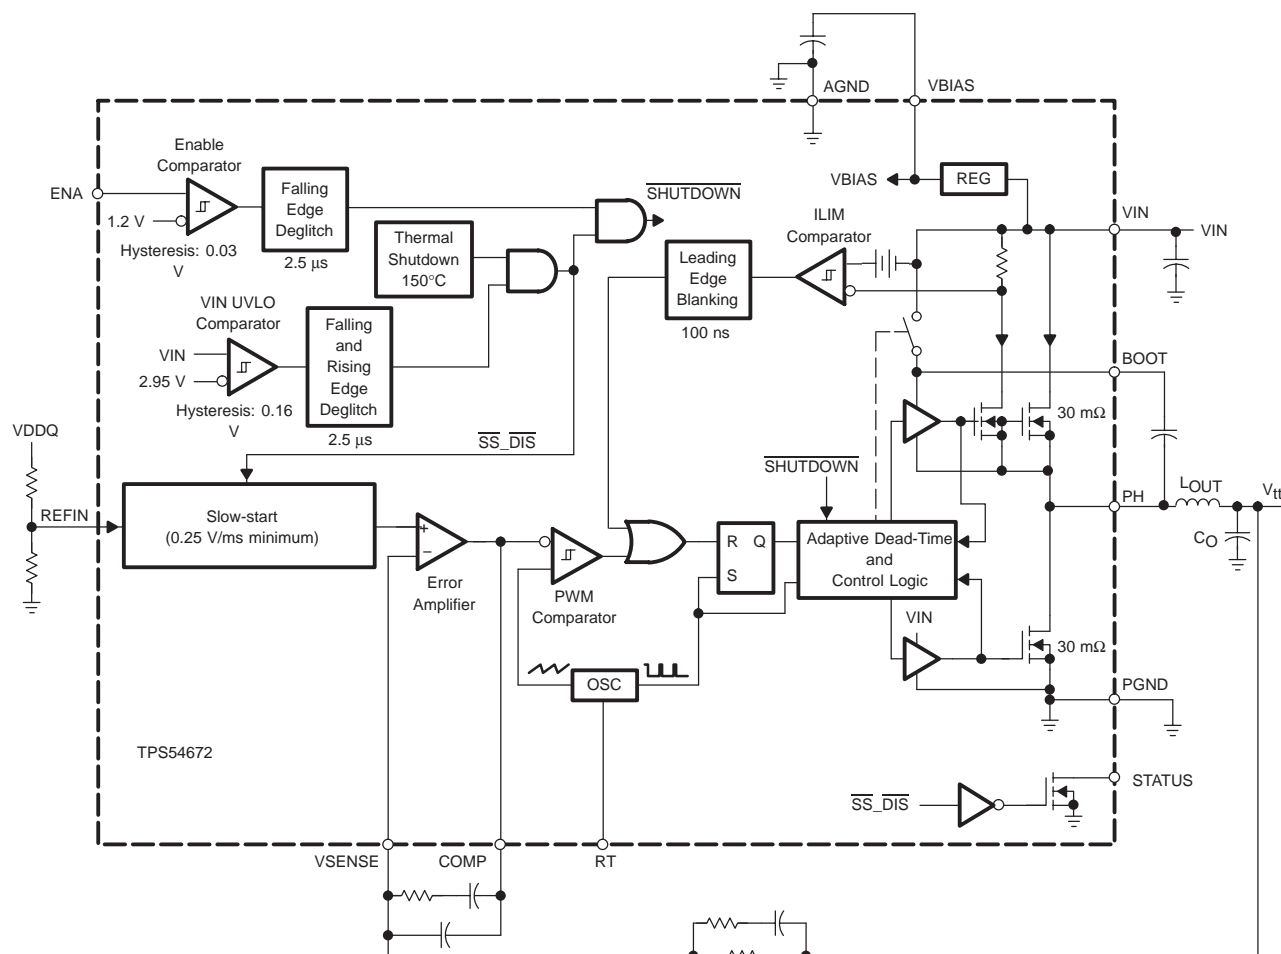 AGND
VBIAS
Enable
Comparator
ENA
1.2 V
Hysteresis: 0.03
V
Falling
Edge
Deglitch
2.5 μs
Thermal
Shutdown
150°C
SHUTDOWN
VBIAS
REG
VIN
VIN
ILIM
Comparator
Leading
Edge
Blanking
100 ns
VIN UVLO
Comparator
VIN
2.95 V
Hysteresis: 0.16
V
Falling
and
Rising
Edge
Deglitch
2.5 μs
BOOT
30 mΩ
VDDQ
SS_DIS
SHUTDOWN
REFIN
Slow-start
(0.25 V/ms minimum)
+
−
Error
Amplifier
PWM
Comparator
R Q
S
Adaptive Dead-Time
and
Control Logic
PH
LOUT
Vtt
CO
VIN
30 mΩ
OSC
PGND
TPS54672
SS_DIS
STATUS
VSENSE
COMP
RT